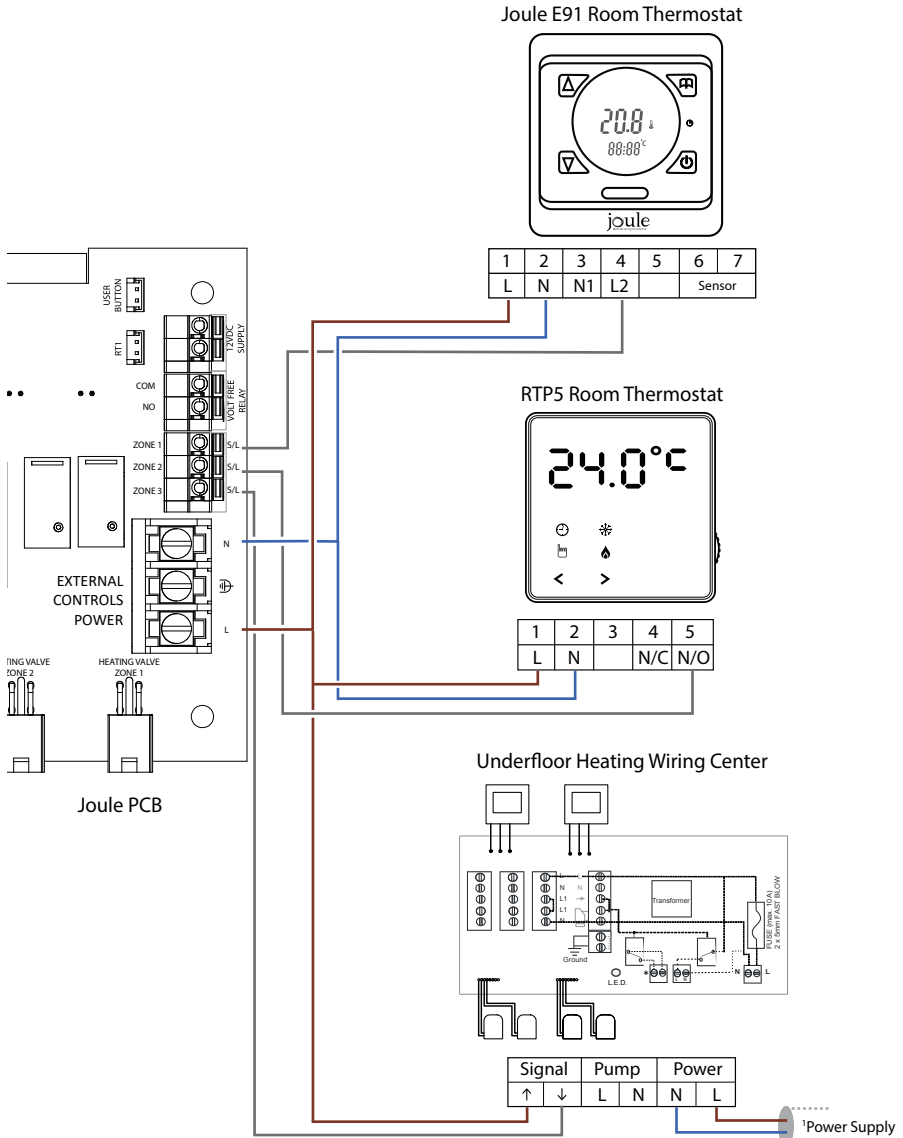 Joule E91 Room Thermostat
20.8
88:88°c
joule
1 2 3 4 5 6 7
L N N1 L2 Sensor
USER
BUTTON
RT1
12VDC
SUPPLY
COM
NO
VOLT FREE
RELAY
ZONE 1 S/L
ZONE 2 S/L
ZONE 3 S/L
N
EXTERNAL
CONTROLS
POWER
L
TING VALVE
ZONE 2
HEATING VALVE
ZONE 1
Joule PCB
RTP5 Room Thermostat
24.0°C
1 2 3 4 5
L N N/C N/O
Underfloor Heating Wiring Center
L L
N N
L1
L1
N
Ground
Transformer
FUSE (max. 10 A)
2 x 5mm FAST BLOW
L.E.D.
L N
N L
Signal Pump Power
↑ ↓ L N N L
¹Power Supply